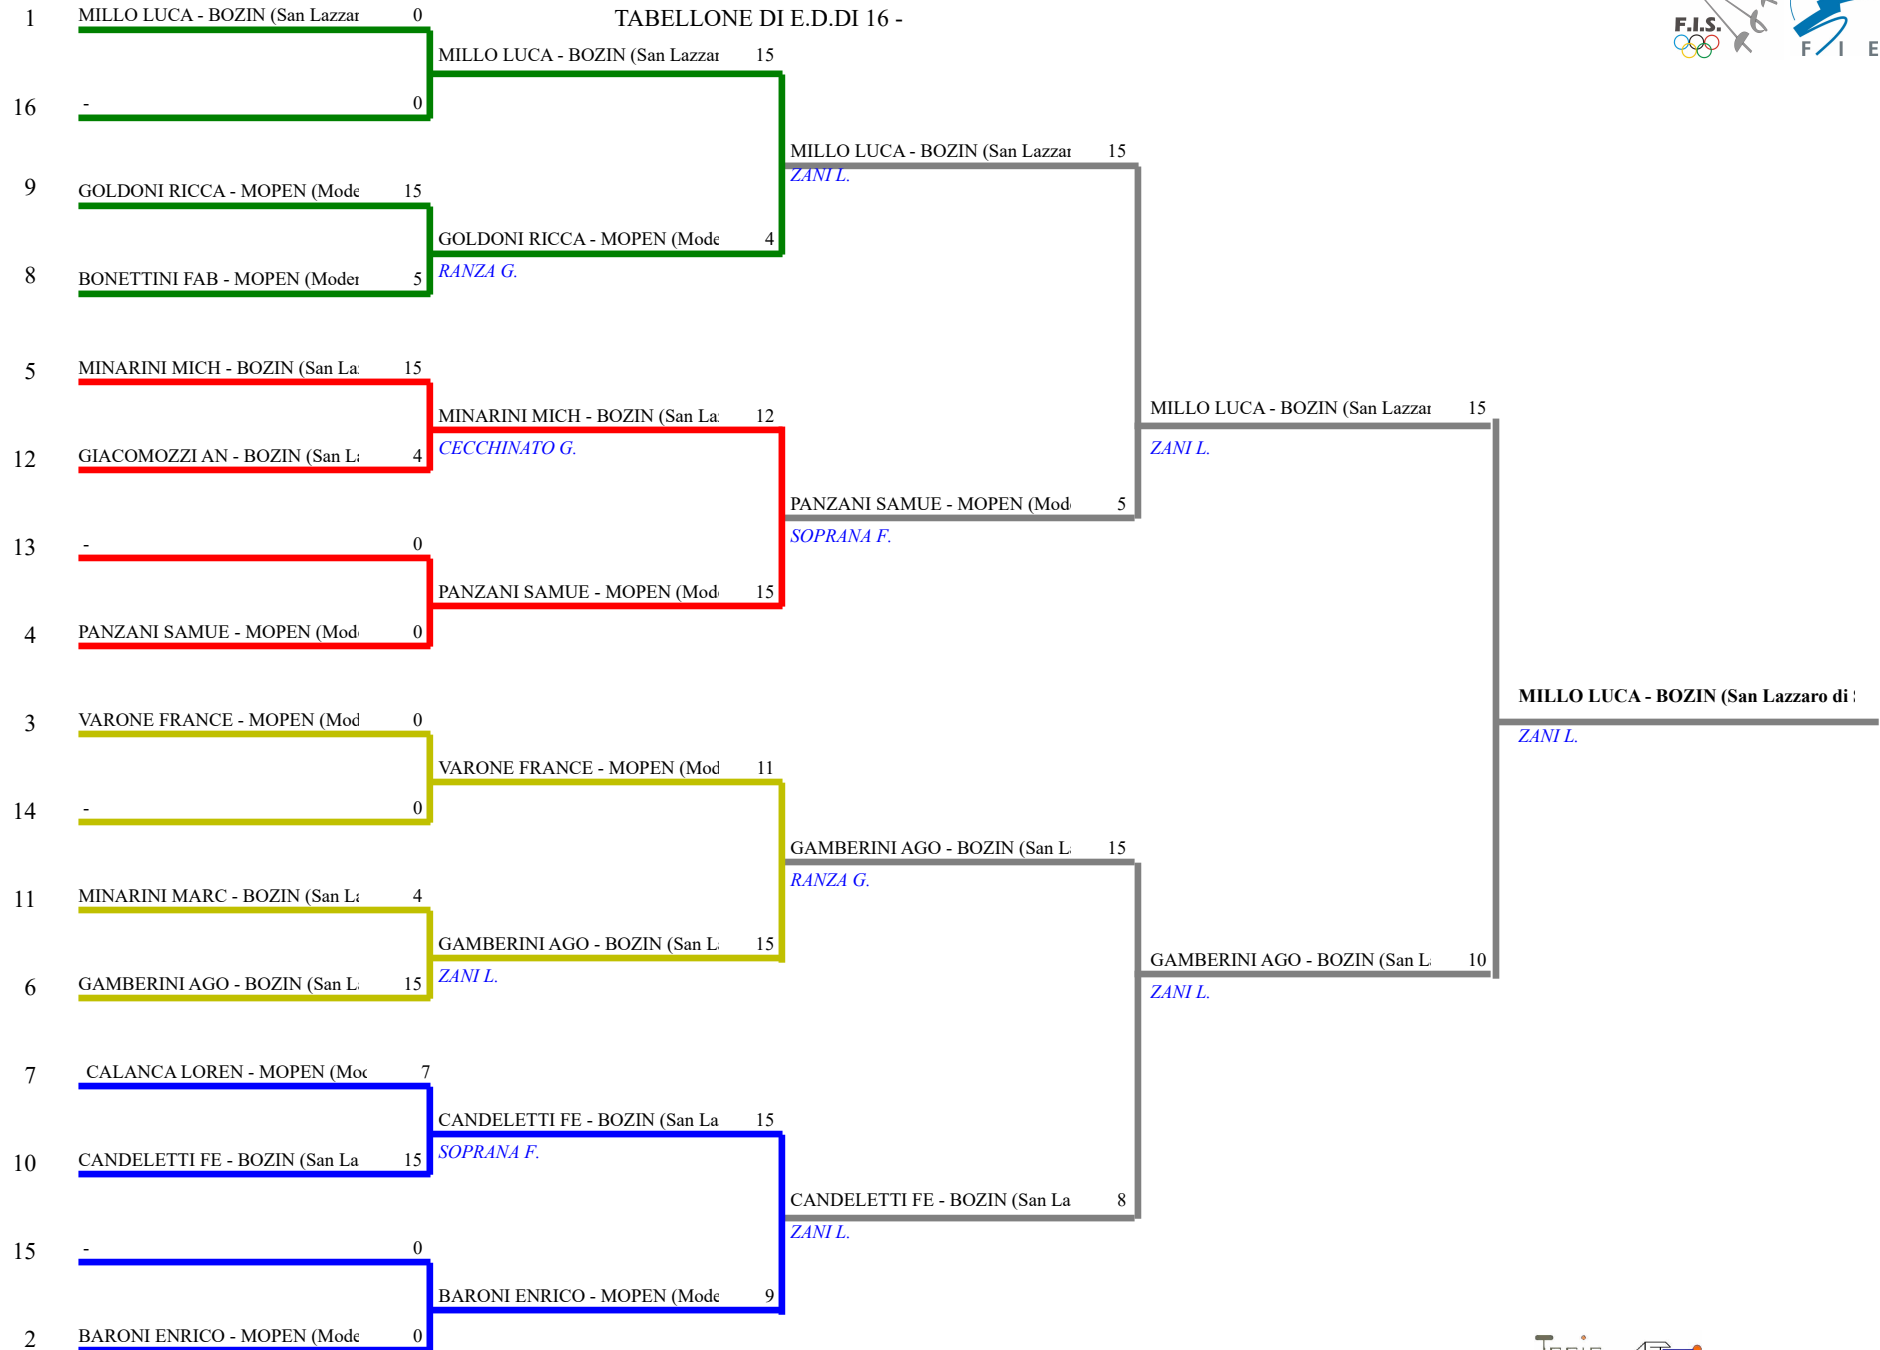 TABELLONE DI E.D.DI 16 -
F.I.S.
F I E
1 MILLO LUCA - BOZIN (San Lazzar 0
MILLO LUCA - BOZIN (San Lazzar 15
16 - 0
MILLO LUCA - BOZIN (San Lazzar 15
ZANI L.
9 GOLDONI RICCA - MOPEN (Mode 15
GOLDONI RICCA - MOPEN (Mode 4
RANZA G.
8 BONETTINI FAB - MOPEN (Moder 5
5 MINARINI MICH - BOZIN (San La 15
MILLO LUCA - BOZIN (San Lazzar 15
ZANI L.
MINARINI MICH - BOZIN (San La 12
CECCHINATO G.
12 GIACOMOZZI AN - BOZIN (San La 4
PANZANI SAMUE - MOPEN (Mod 5
SOPRANA F.
13 - 0
PANZANI SAMUE - MOPEN (Mod 15
4 PANZANI SAMUE - MOPEN (Mod 0
MILLO LUCA - BOZIN (San Lazzaro di
ZANI L.
3 VARONE FRANCE - MOPEN (Mod 0
VARONE FRANCE - MOPEN (Mod 11
14 - 0
GAMBERINI AGO - BOZIN (San L 15
RANZA G.
11 MINARINI MARC - BOZIN (San La 4
GAMBERINI AGO - BOZIN (San L 15
ZANI L.
GAMBERINI AGO - BOZIN (San L 10
ZANI L.
6 GAMBERINI AGO - BOZIN (San L 15
7 CALANCA LOREN - MOPEN (Mod 7
CANDELETTI FE - BOZIN (San La 15
SOPRANA F.
10 CANDELETTI FE - BOZIN (San La 15
CANDELETTI FE - BOZIN (San La 8
ZANI L.
15 - 0
BARONI ENRICO - MOPEN (Mode 9
2 BARONI ENRICO - MOPEN (Mode 0